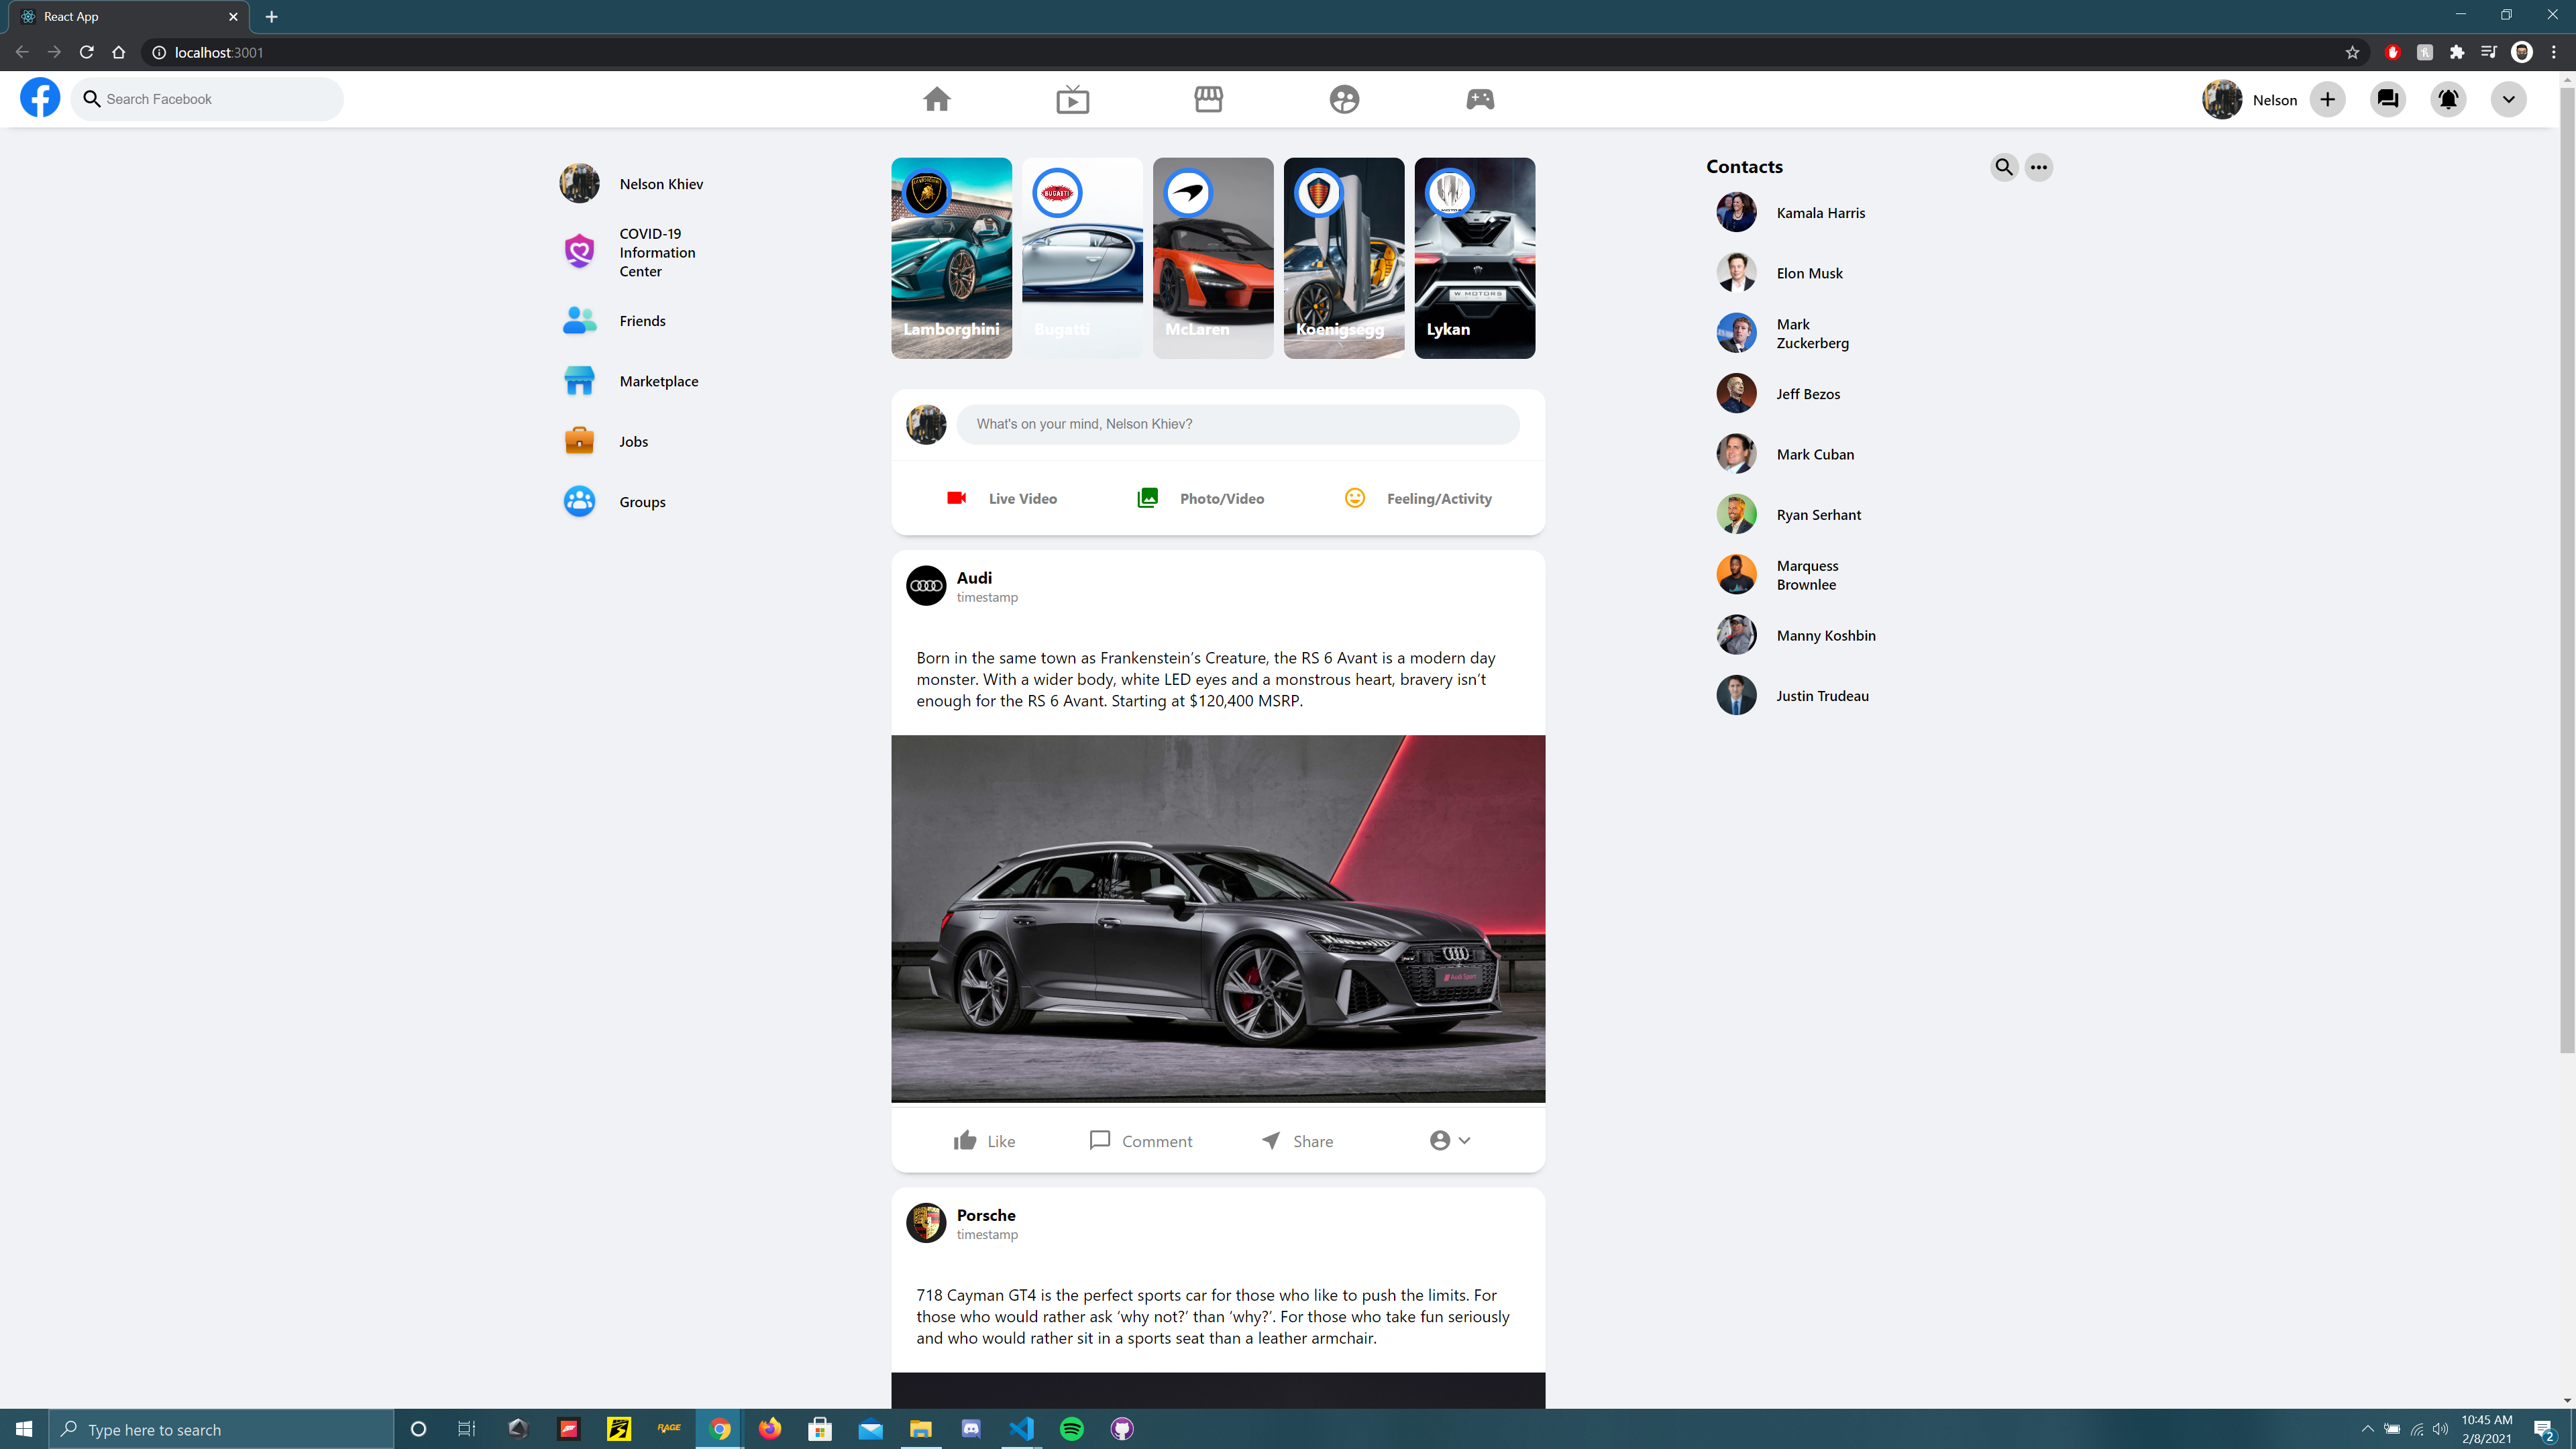 React App
localhost:3001
Search Facebook
Nelson
Nelson Khiev
COVID-19
Information
Center
Friends
Marketplace
Jobs
Groups
BUGATTI
W MOTORS
Lamborghini
Bugatti
McLaren
Koenigsegg
Lykan
What's on your mind, Nelson Khiev?
Live Video
Photo/Video
Feeling/Activity
Audi
timestamp
Born in the same town as Frankenstein’s Creature, the RS 6 Avant is a modern day
monster. With a wider body, white LED eyes and a monstrous heart, bravery isn’t
enough for the RS 6 Avant. Starting at $120,400 MSRP.
Audi Sport
Like
Comment
Share
Porsche
timestamp
718 Cayman GT4 is the perfect sports car for those who like to push the limits. For
those who would rather ask ‘why not?’ than ‘why?’. For those who take fun seriously
and who would rather sit in a sports seat than a leather armchair.
Contacts
Kamala Harris
Elon Musk
Mark
Zuckerberg
Jeff Bezos
Mark Cuban
Ryan Serhant
Marquess
Brownlee
Manny Koshbin
Justin Trudeau
Type here to search
RAGE
10:45 AM
2/8/2021
2